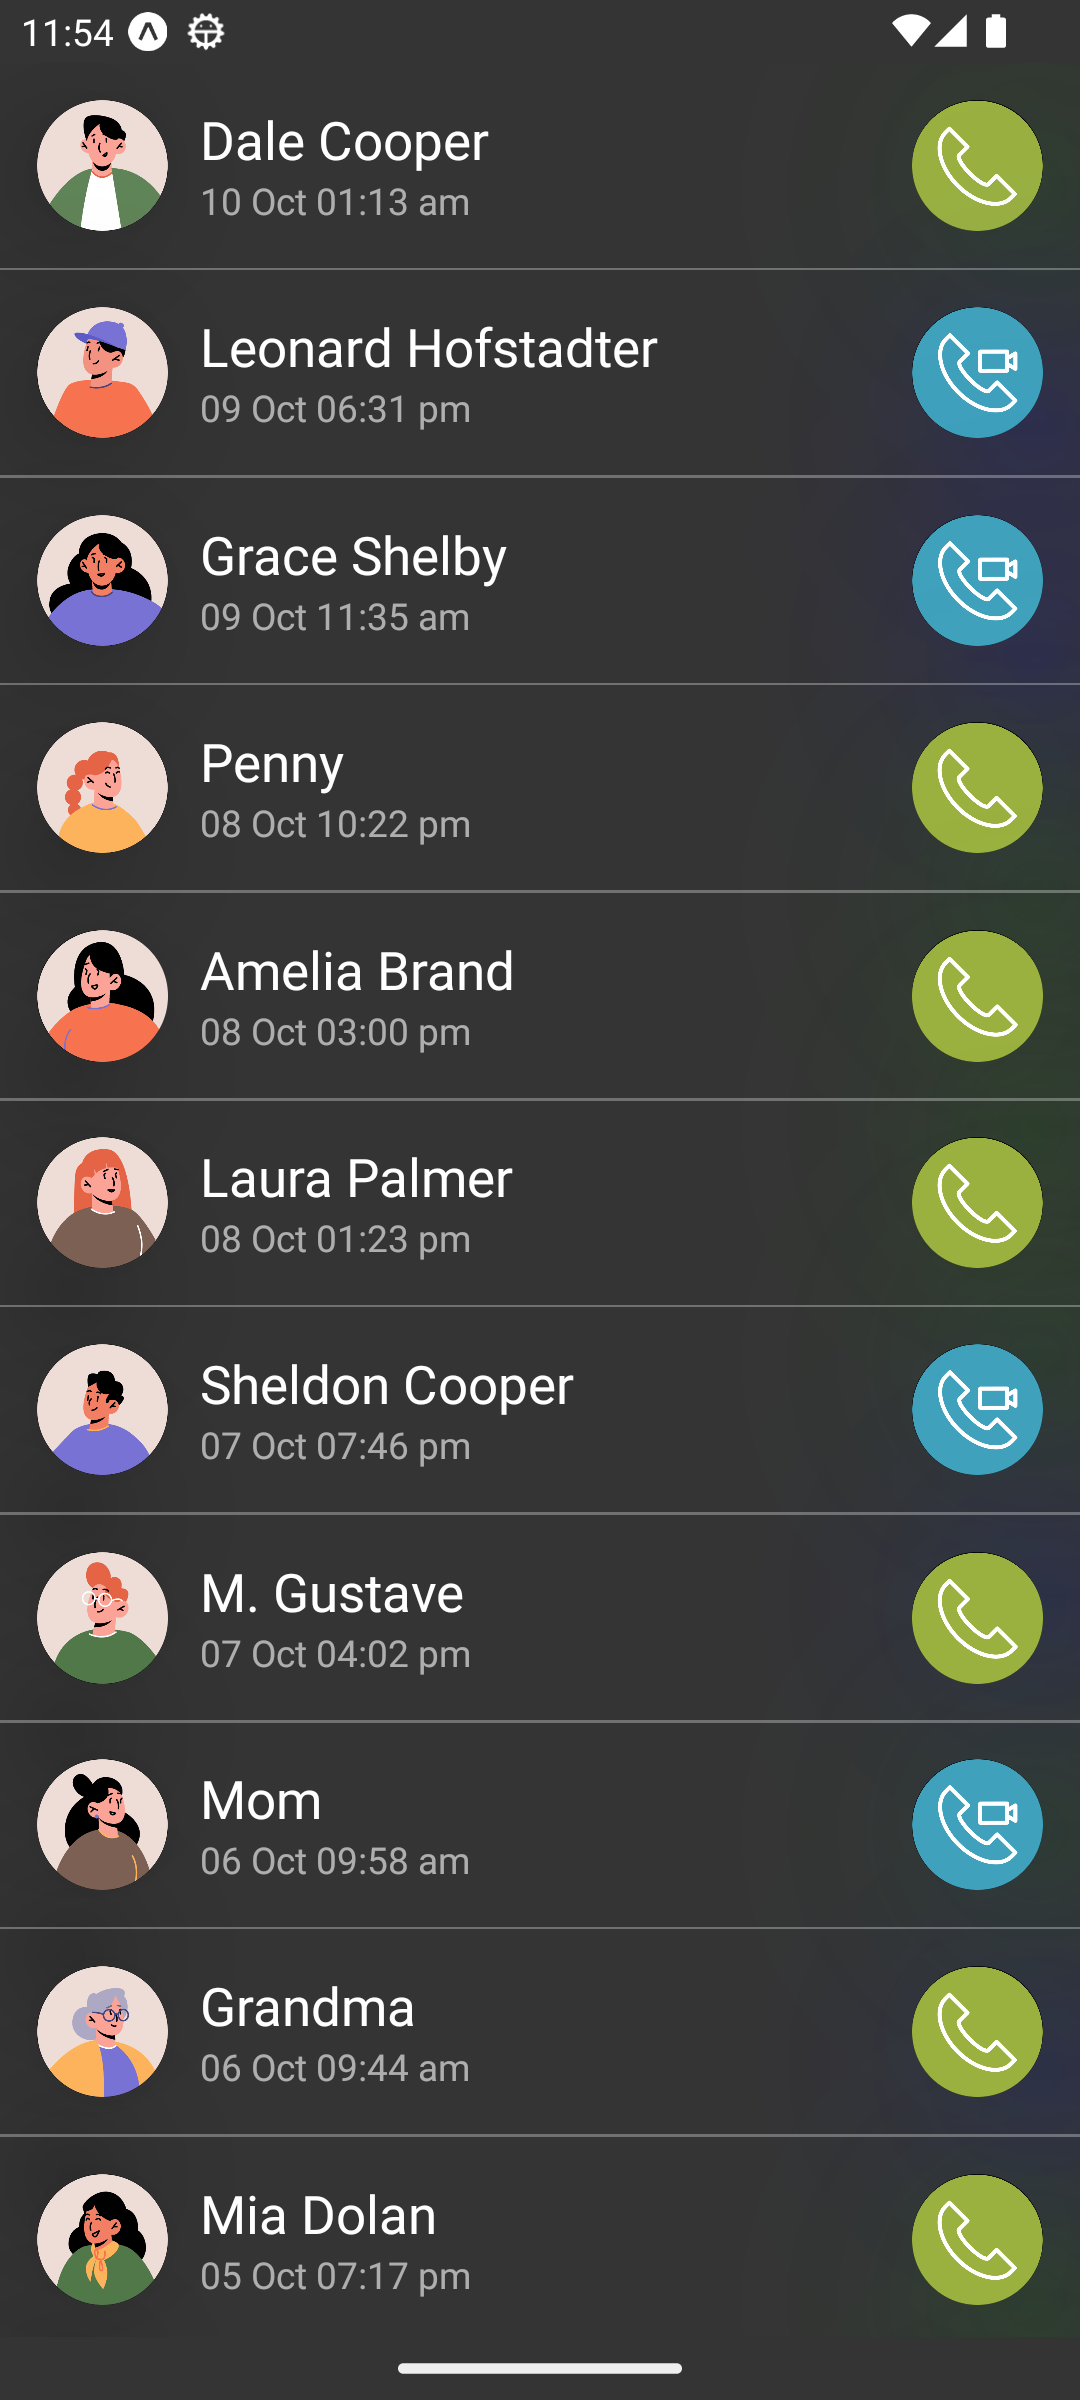 11:54
Dale Cooper
10 Oct 01:13 am
Leonard Hofstadter
09 Oct 06:31 pm
Grace Shelby
09 Oct 11:35 am
Penny
08 Oct 10:22 pm
Amelia Brand
08 Oct 03:00 pm
Laura Palmer
08 Oct 01:23 pm
Sheldon Cooper
07 Oct 07:46 pm
M. Gustave
07 Oct 04:02 pm
Mom
06 Oct 09:58 am
Grandma
06 Oct 09:44 am
Mia Dolan
05 Oct 07:17 pm